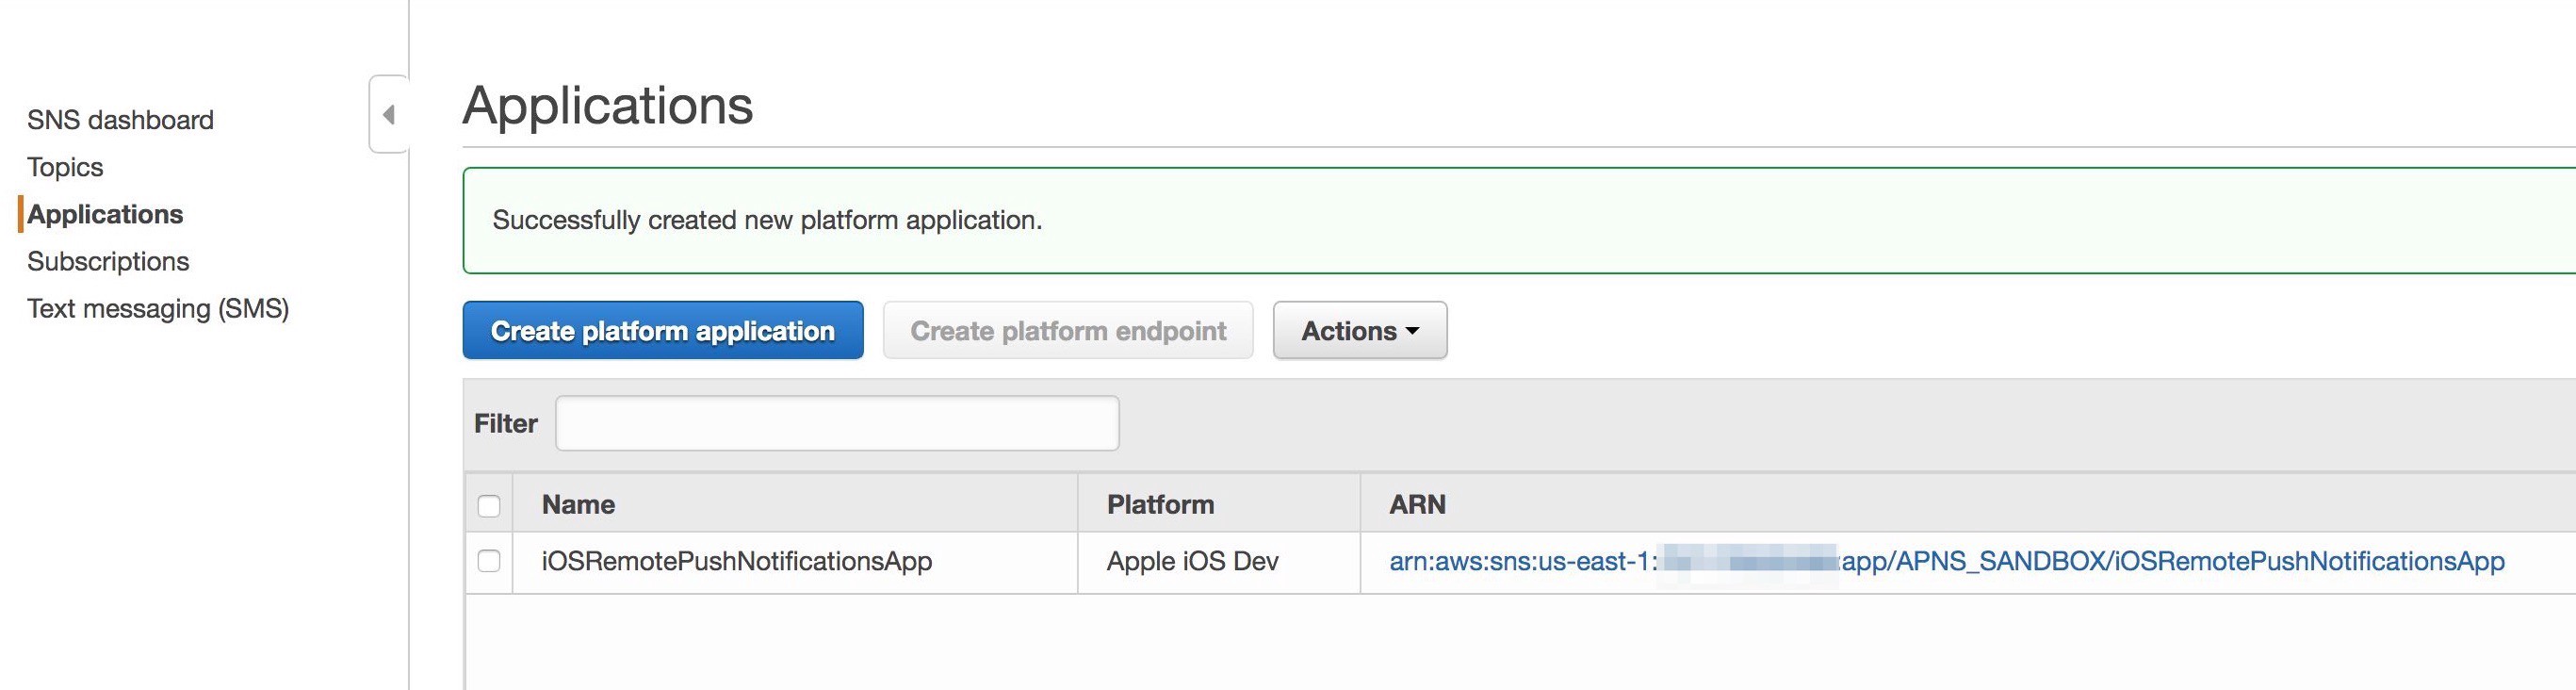 SNS dashboard
Topics
Applications
Subscriptions
Text messaging (SMS)
Applications
Successfully created new platform application.
Create platform application Create platform endpoint Actions
Filter
Name Platform ARN
iOSRemotePushNotificationsApp Apple iOS Dev arn:aws:sns:us-east-1: :app/APNS_SANDBOX/iOSRemotePushNotificationsApp